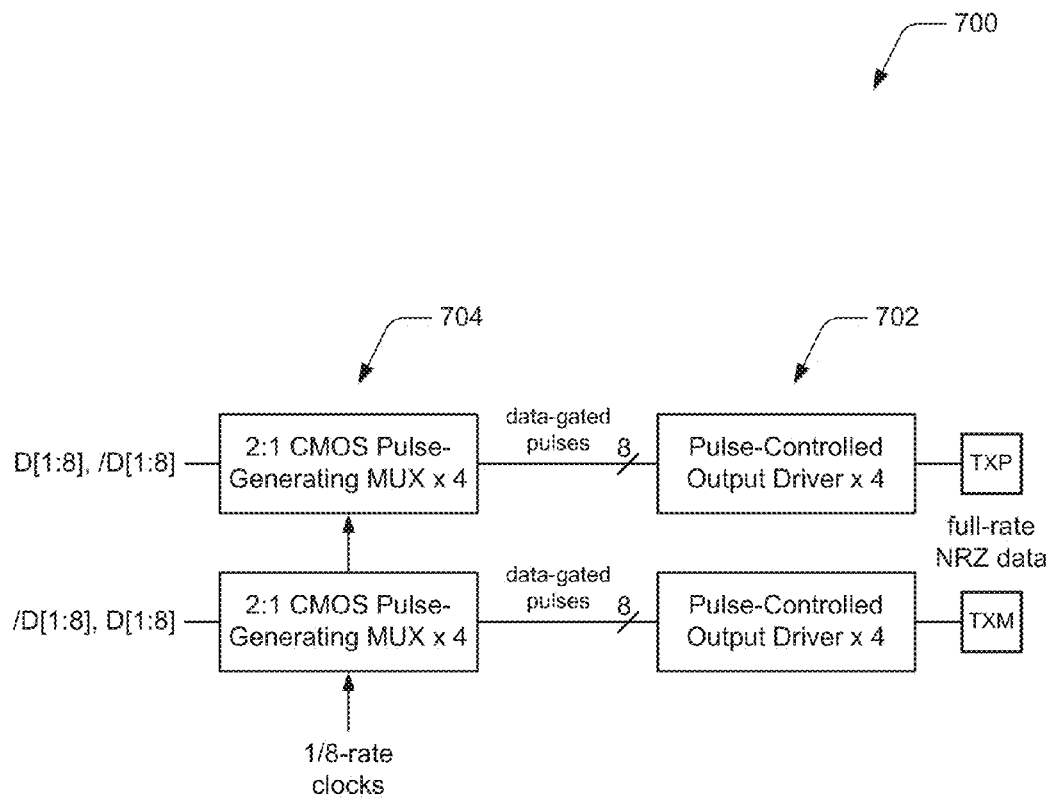 700
704
702
D[1:8], /D[1:8]
2:1 CMOS Pulse-
Generating MUX x 4
data-gated
pulses
8
Pulse-Controlled
Output Driver x 4
TXP
full-rate
NRZ data
/D[1:8], D[1:8]
2:1 CMOS Pulse-
Generating MUX x 4
data-gated
pulses
8
Pulse-Controlled
Output Driver x 4
TXM
1/8-rate
clocks